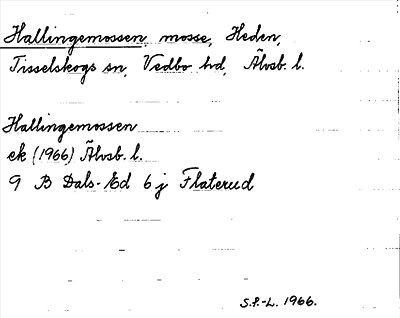 Hallingemossen, mosse, Heden,
Tisselskogs sn, Vedbo hd, Älvsb. l.
Hallingemossen
ek (1966) Älvsb. l.
9 B Dals-Ed 6 j Flaterud
S.P.-L. 1966.